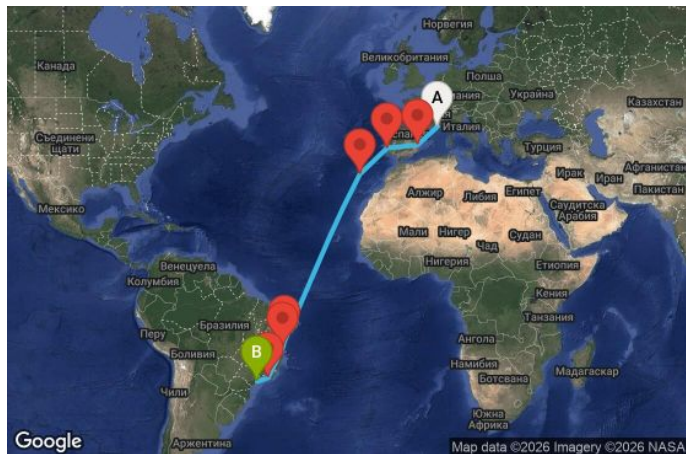 Норвегия
Канада
Великобритания
Полша
Украйна
Казахстан
A
Италия
Съединени
щати
Турция
Афганистан
Ирак
Иран
Пакистан
Алжир
Либия
Египет
Саудитска
Арабия
Мексико
Мали
Нигер
Судан
Чад
Венецуела
Нигерия
Етиопия
Колумбия
Кения
Бразилия
Танзания
Перу
Ангола
B
Боливия
Намибия
Мадагаскар
Ботсвана
Чили
Южна
Африка
Аржентина
Google
Map data ©2026 Imagery ©2026 NASA